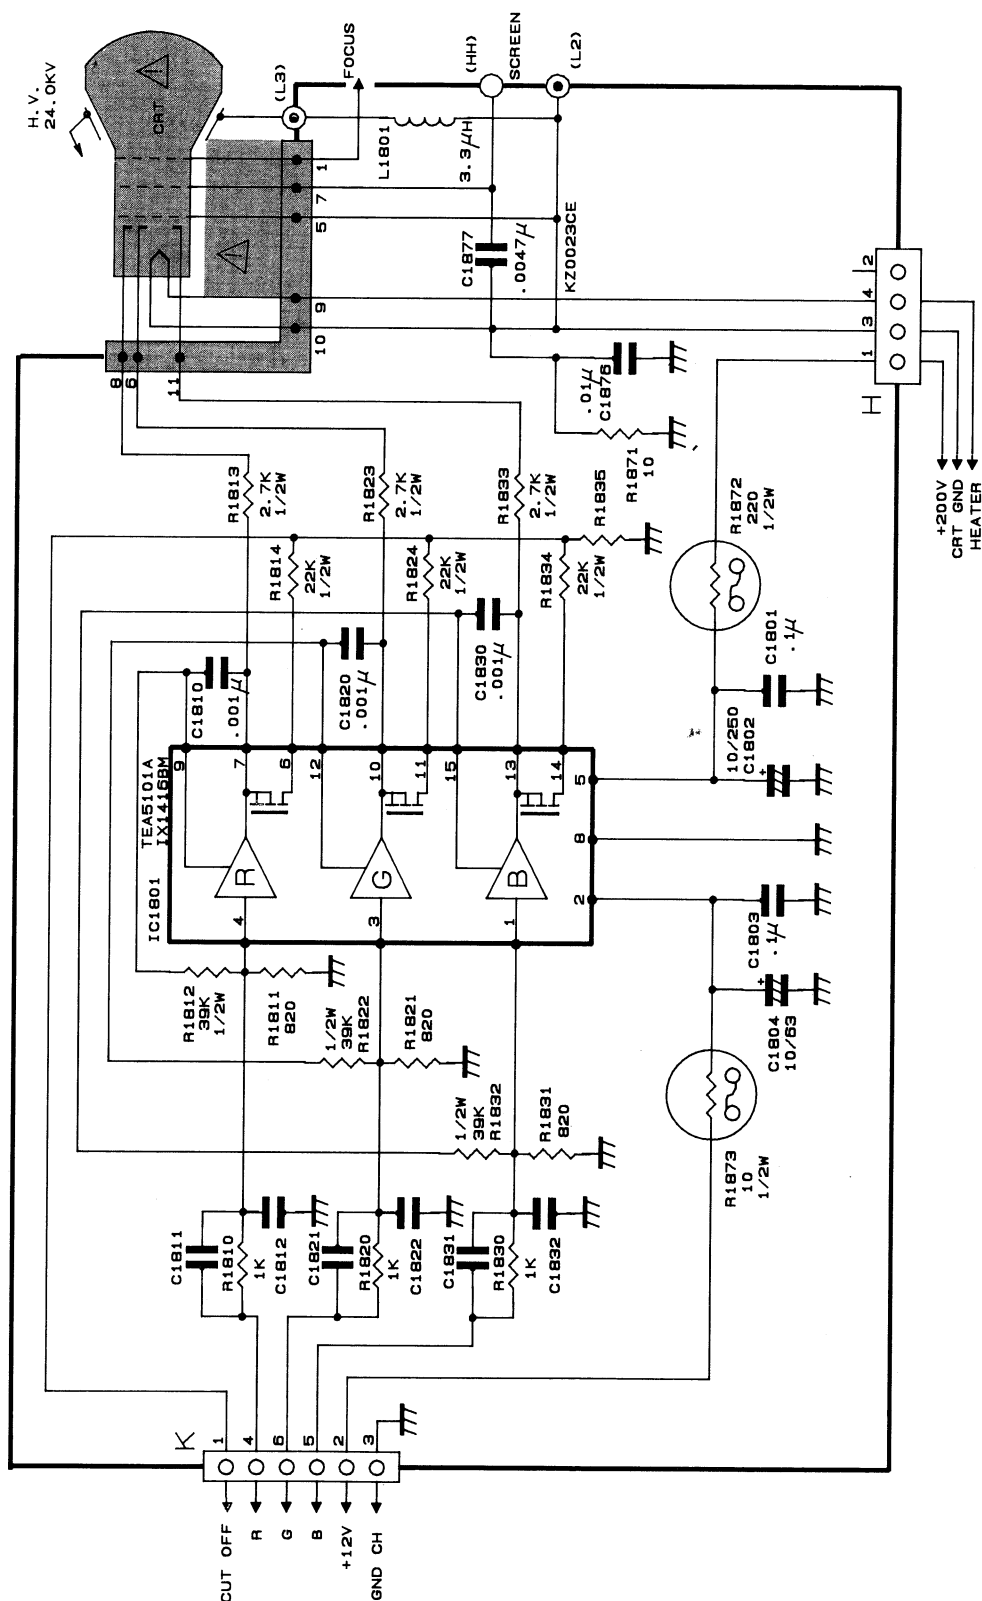 H.V.
24.0KV
CRT
(L3)
FOCUS
(HH)
SCREEN
(L2)
L1801
3.3μH
1
7
5
9
10
C1877
.0047μ
KZ0023CE
8
6
11
.01μ
C1876
R1871
10
2
4
3
1
H
+200V
CRT GND
HEATER
R1813
2.7K
1/2W
R1823
2.7K
1/2W
R1833
2.7K
1/2W
R1835
R1872
220
1/2W
R1814
22K
1/2W
R1824
22K
1/2W
R1834
22K
1/2W
C1810
.001μ
C1820
.001μ
C1830
.001μ
C1801
.1μ
10/250
C1802
TEA5101A
IX1416BM
IC1801
9
7
6
12
10
11
15
13
14
5
8
2
R
G
B
4
3
1
C1803
.1μ
C1804
10/63
R1812
39K
1/2W
R1811
820
1/2W
39K
R1822
R1821
820
1/2W
39K
R1832
R1831
820
R1873
10
1/2W
C1811
R1810
1K
C1812
C1821
R1820
1K
C1822
C1831
R1830
1K
C1832
K
1
4
6
5
2
3
CUT OFF
R
G
B
+12V
GND CH